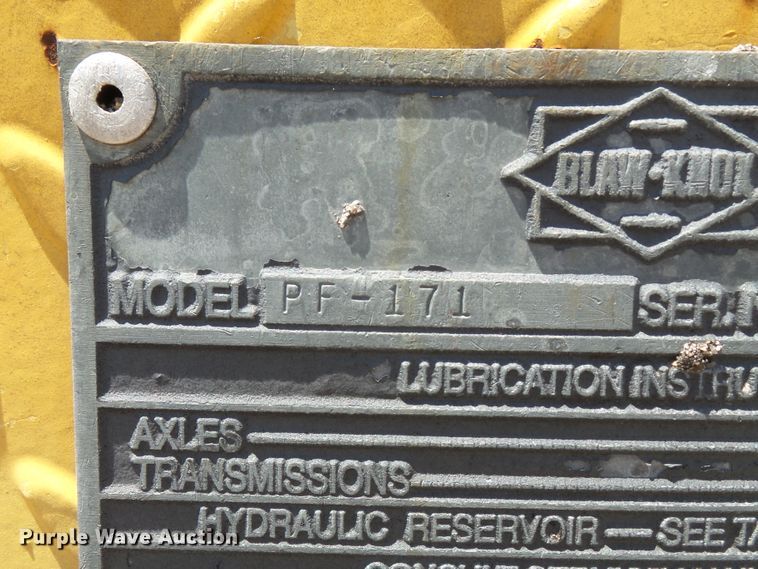 BLAW-KNOX
MODEL PF-171 SER. N
LUBRICATION INSTRU
AXLES
TRANSMISSIONS
HYDRAULIC RESERVOIR — SEE TA
Purple Wave Auction